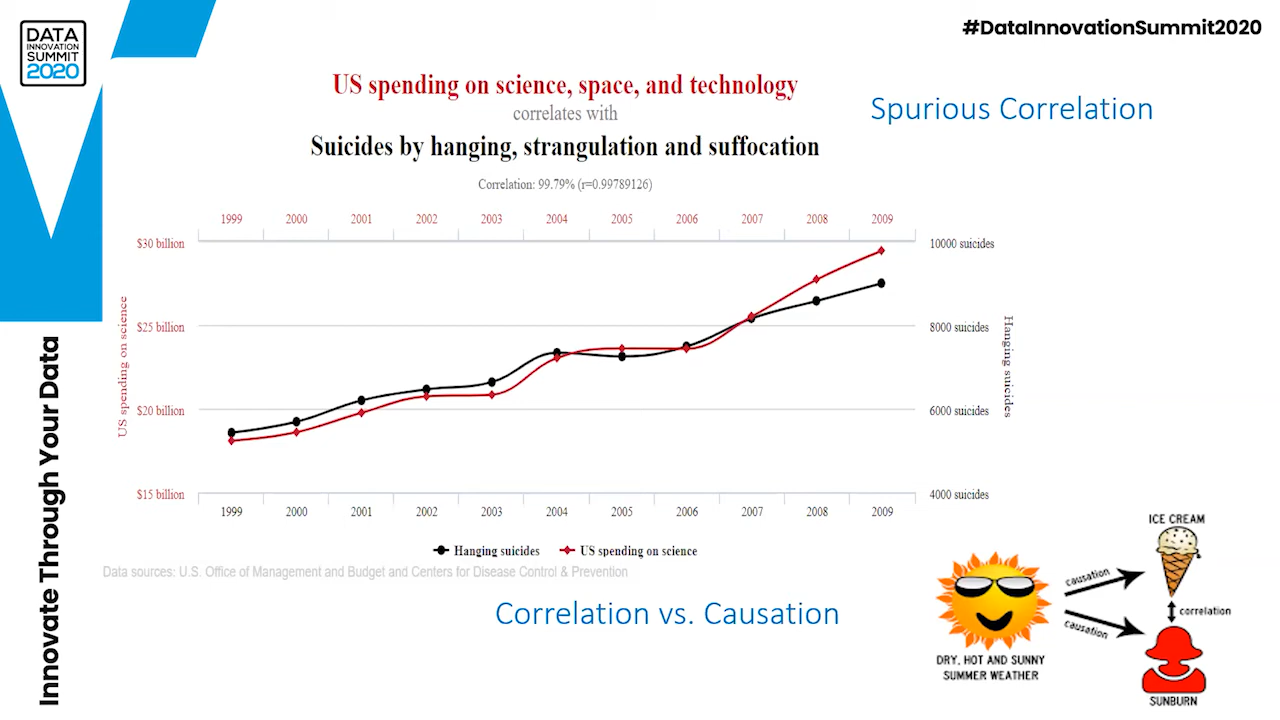 DATA
INNOVATION
SUMMIT
2020
#DataInnovationSummit2020
Innovate Through Your Data
US spending on science, space, and technology
correlates with
Suicides by hanging, strangulation and suffocation
Spurious Correlation
Correlation: 99.79% (r=0.99789126)
1999 2000 2001 2002 2003 2004 2005 2006 2007 2008 2009
$30 billion
$25 billion
$20 billion
$15 billion
US spending on science
10000 suicides
8000 suicides
6000 suicides
4000 suicides
Hanging suicides
1999 2000 2001 2002 2003 2004 2005 2006 2007 2008 2009
Hanging suicides US spending on science
Data sources: U.S. Office of Management and Budget and Centers for Disease Control & Prevention
Correlation vs. Causation
ICE CREAM
causation
correlation
causation
DRY, HOT AND SUNNY
SUMMER WEATHER
SUNBURN